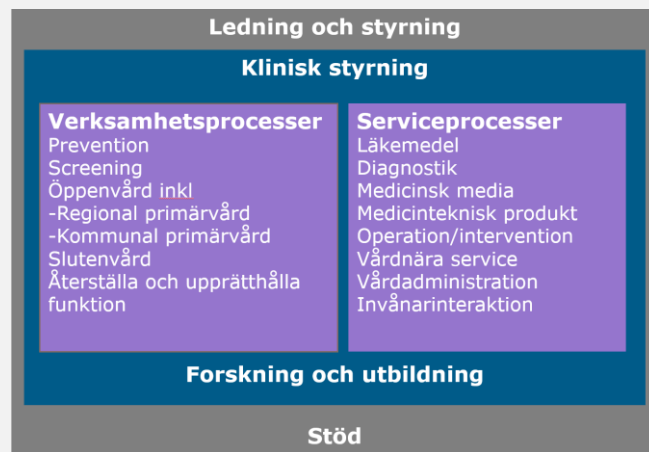 Ledning och styrning
Klinisk styrning
Verksamhetsprocesser
Prevention
Screening
Öppenvård inkl
-Regional primärvård
-Kommunal primärvård
Slutenvård
Återställa och upprätthålla
funktion
Serviceprocesser
Läkemedel
Diagnostik
Medicinsk media
Medicinteknisk produkt
Operation/intervention
Vårdnära service
Vårdadministration
Invånarinteraktion
Forskning och utbildning
Stöd